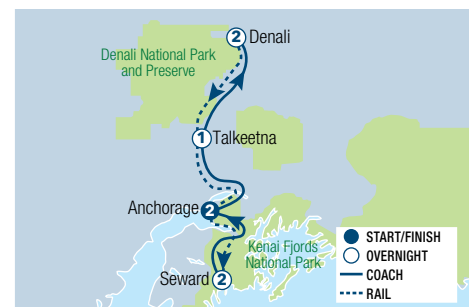 2 Denali
Denali National Park
and Preserve
1 Talkeetna
Anchorage 2
Kenai Fjords
National Park
Seward 2
START/FINISH
OVERNIGHT
COACH
RAIL